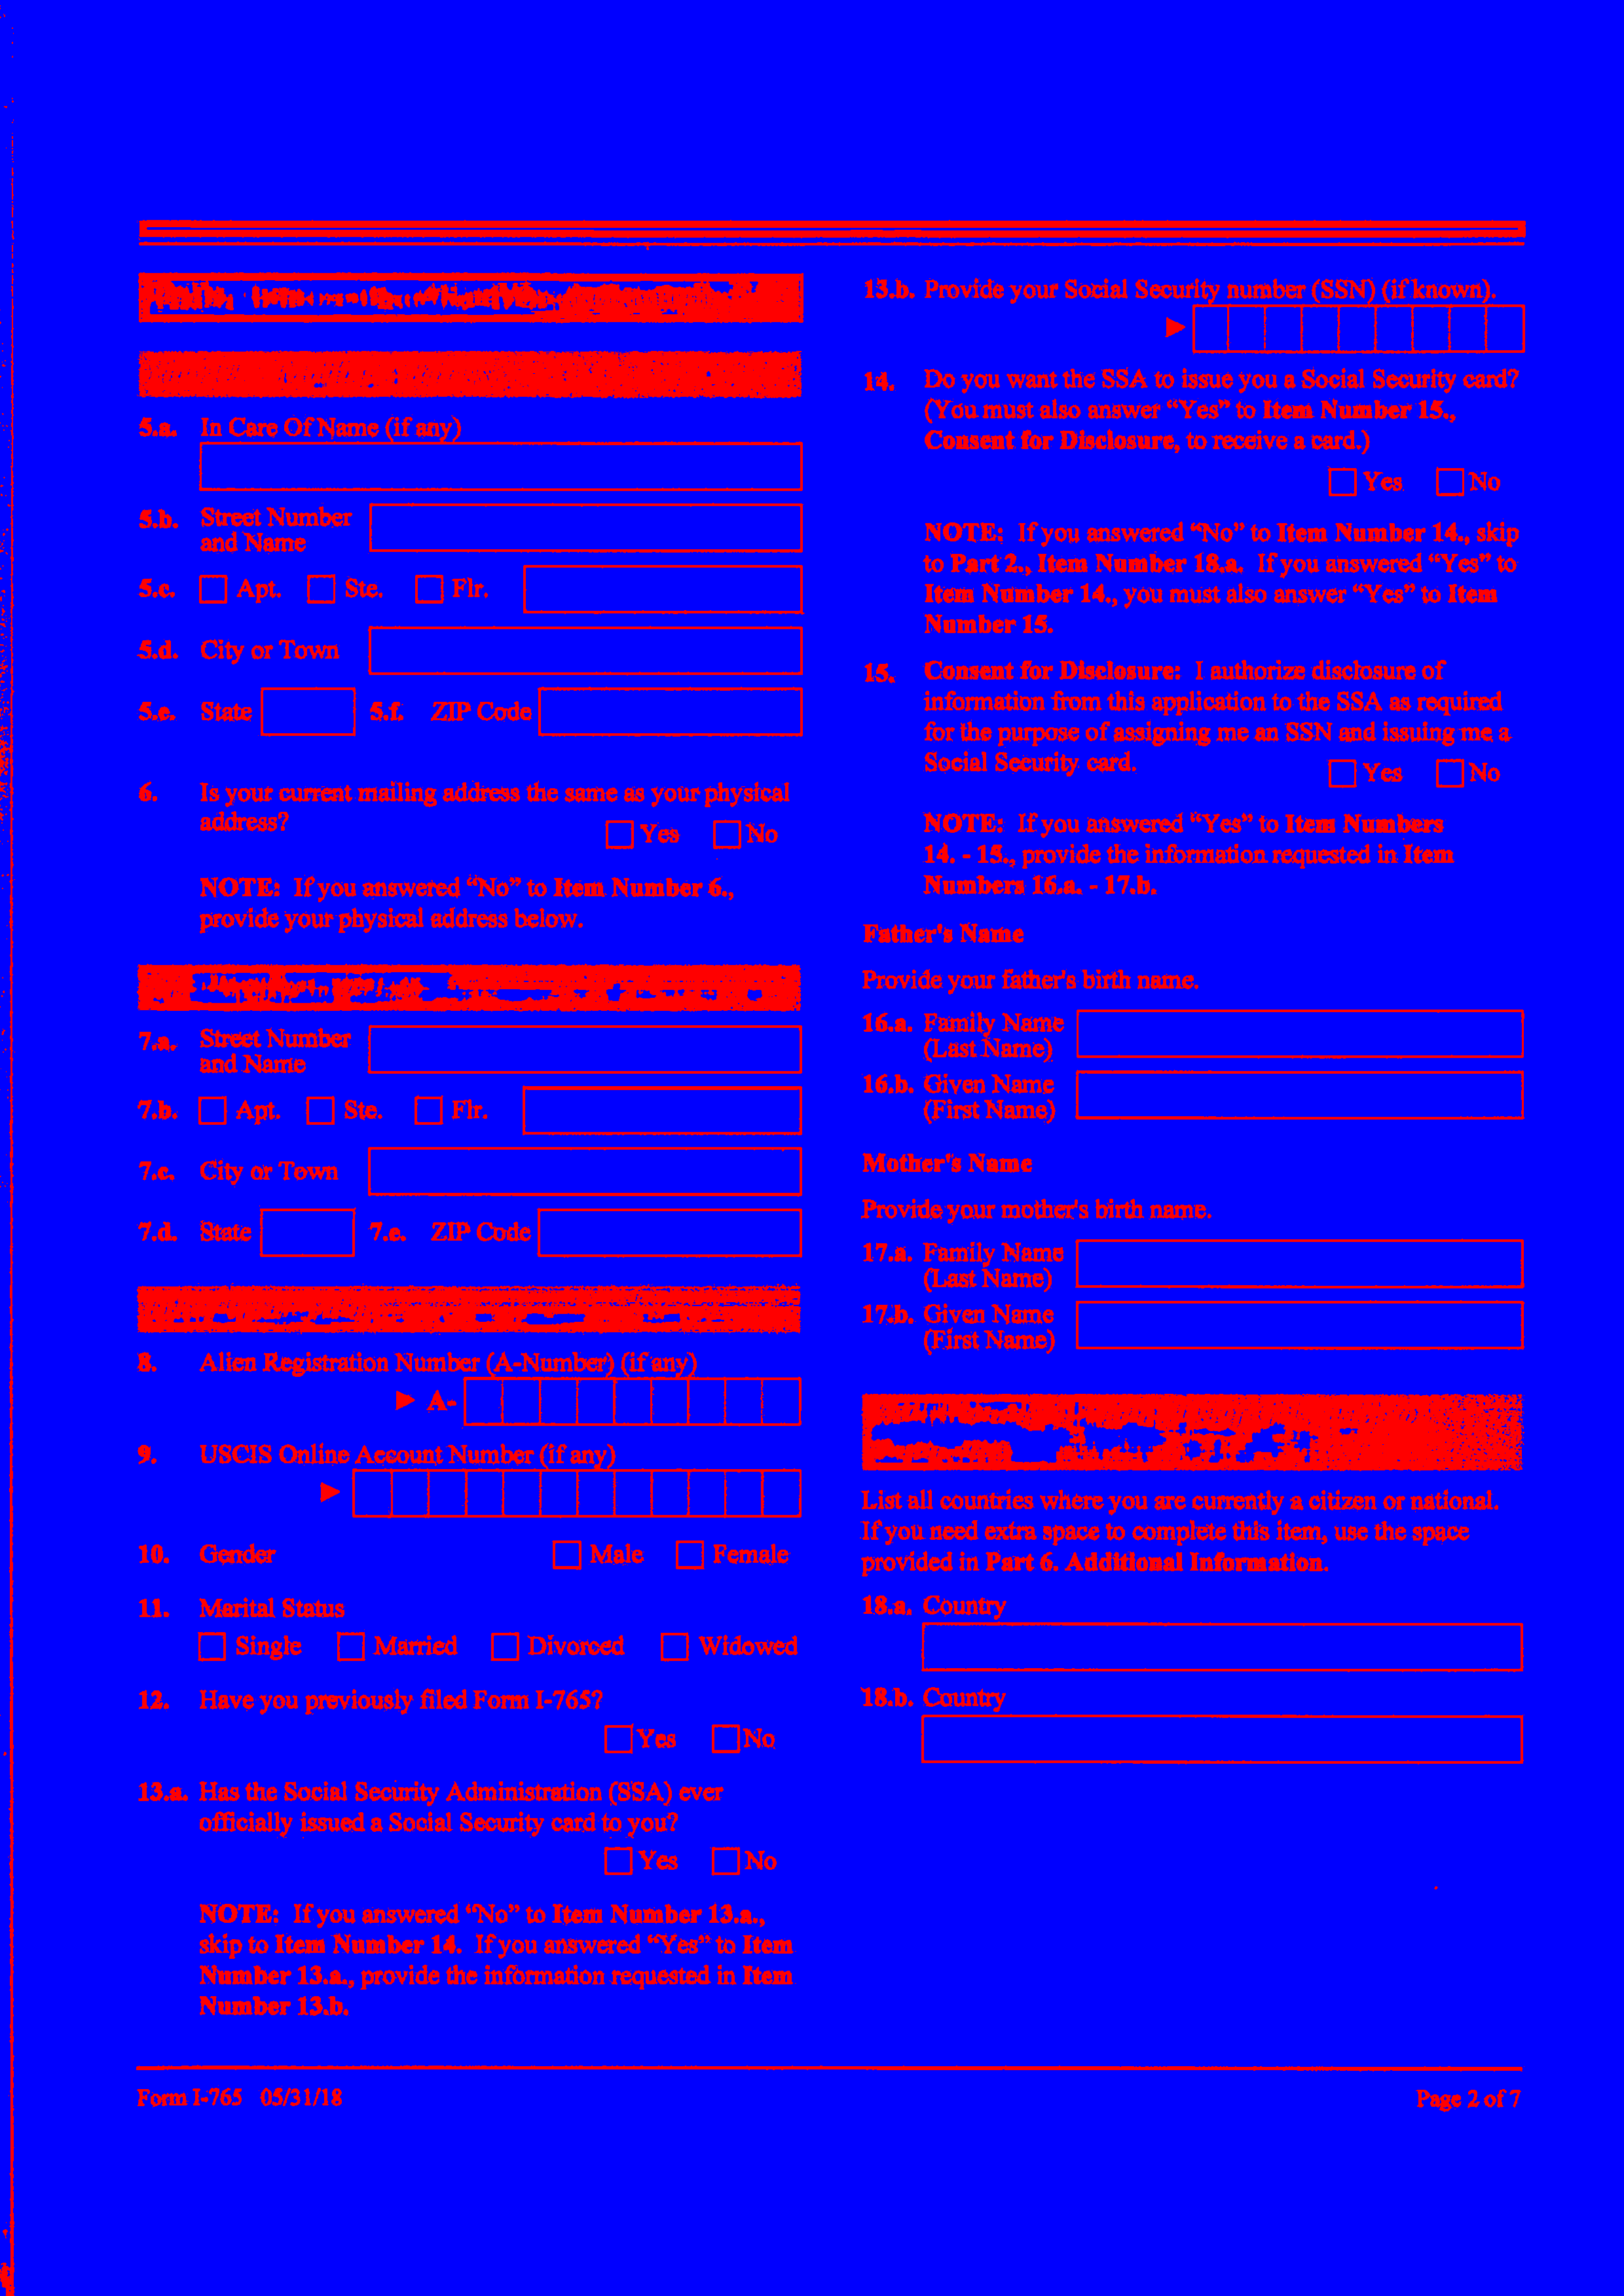 5.a. In Care Of Name (if any)
5.b. Street Number
and Name
5.c. Apt. Ste. Flr.
5.d. City or Town
5.e. State 5.f. ZIP Code
6. Is your current mailing address the same as your physical
address?
Yes No
NOTE: If you answered “No” to Item Number 6.,
provide your physical address below.
7.a. Street Number
and Name
7.b. Apt. Ste. Flr.
7.c. City or Town
7.d. State 7.e. ZIP Code
8. Alien Registration Number (A-Number) (if any)
► A-
9. USCIS Online Account Number (if any)
►
10. Gender Male Female
11. Marital Status
Single Married Divorced Widowed
12. Have you previously filed Form I-765?
Yes No
13.a. Has the Social Security Administration (SSA) ever
officially issued a Social Security card to you?
Yes No
NOTE: If you answered “No” to Item Number 13.a.,
skip to Item Number 14. If you answered “Yes” to Item
Number 13.a., provide the information requested in Item
Number 13.b.
13.b. Provide your Social Security number (SSN) (if known).
►
14. Do you want the SSA to issue you a Social Security card?
(You must also answer “Yes” to Item Number 15.,
Consent for Disclosure, to receive a card.)
Yes No
NOTE: If you answered “No” to Item Number 14., skip
to Part 2., Item Number 18.a. If you answered “Yes” to
Item Number 14., you must also answer “Yes” to Item
Number 15.
15. Consent for Disclosure: I authorize disclosure of
information from this application to the SSA as required
for the purpose of assigning me an SSN and issuing me a
Social Security card.
Yes No
NOTE: If you answered “Yes” to Item Numbers
14. - 15., provide the information requested in Item
Numbers 16.a. - 17.b.
Father's Name
Provide your father's birth name.
16.a. Family Name
(Last Name)
16.b. Given Name
(First Name)
Mother's Name
Provide your mother's birth name.
17.a. Family Name
(Last Name)
17.b. Given Name
(First Name)
List all countries where you are currently a citizen or national.
If you need extra space to complete this item, use the space
provided in Part 6. Additional Information.
18.a. Country
18.b. Country
Form I-765 05/31/18
Page 2 of 7